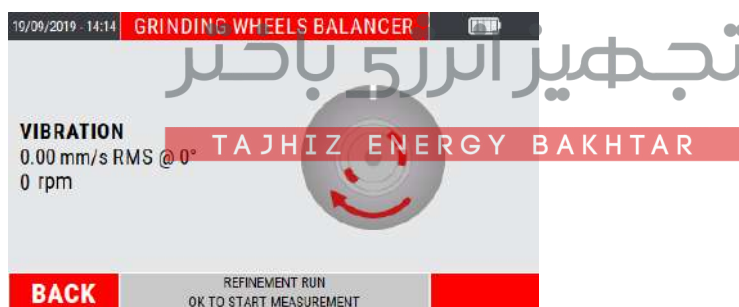 19/09/2019 - 14:14
GRINDING WHEELS BALANCER
تجهیز انرژی باختر
TAJHIZ ENERGY BAKHTAR
VIBRATION
0.00 mm/s RMS @ 0°
0 rpm
BACK
REFINEMENT RUN
OK TO START MEASUREMENT